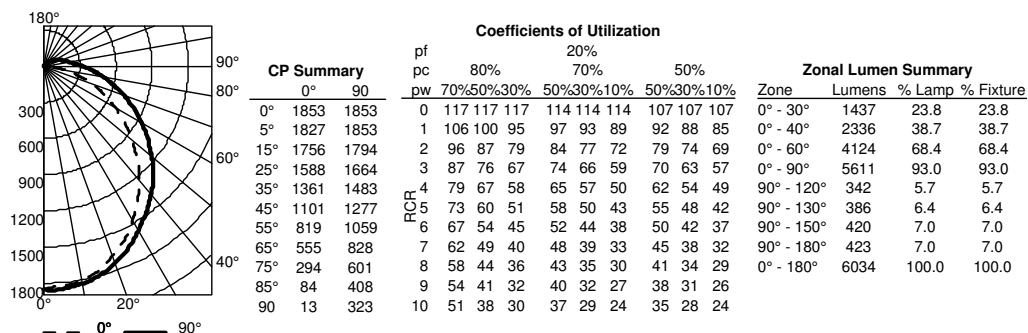 180°
90°
80°
60°
40°
300
600
900
1200
1500
1800
0° 20°
0° 90°
CP Summary
0° 90
0° 1853 1853
5° 1827 1853
15° 1756 1794
25° 1588 1664
35° 1361 1483
45° 1101 1277
55° 819 1059
65° 555 828
75° 294 601
85° 84 408
90 13 323
Coefficients of Utilization
pf 20%
pc 80% 70% 50%
pw 70%50%30% 50%30%10% 50%30%10%
RCR
0 117 117 117 114 114 114 107 107 107
1 106 100 95 97 93 89 92 88 85
2 96 87 79 84 77 72 79 74 69
3 87 76 67 74 66 59 70 63 57
4 79 67 58 65 57 50 62 54 49
5 73 60 51 58 50 43 55 48 42
6 67 54 45 52 44 38 50 42 37
7 62 49 40 48 39 33 45 38 32
8 58 44 36 43 35 30 41 34 29
9 54 41 32 40 32 27 38 31 26
10 51 38 30 37 29 24 35 28 24
Zonal Lumen Summary
Zone Lumens % Lamp % Fixture
0° - 30° 1437 23.8 23.8
0° - 40° 2336 38.7 38.7
0° - 60° 4124 68.4 68.4
0° - 90° 5611 93.0 93.0
90° - 120° 342 5.7 5.7
90° - 130° 386 6.4 6.4
90° - 150° 420 7.0 7.0
90° - 180° 423 7.0 7.0
0° - 180° 6034 100.0 100.0